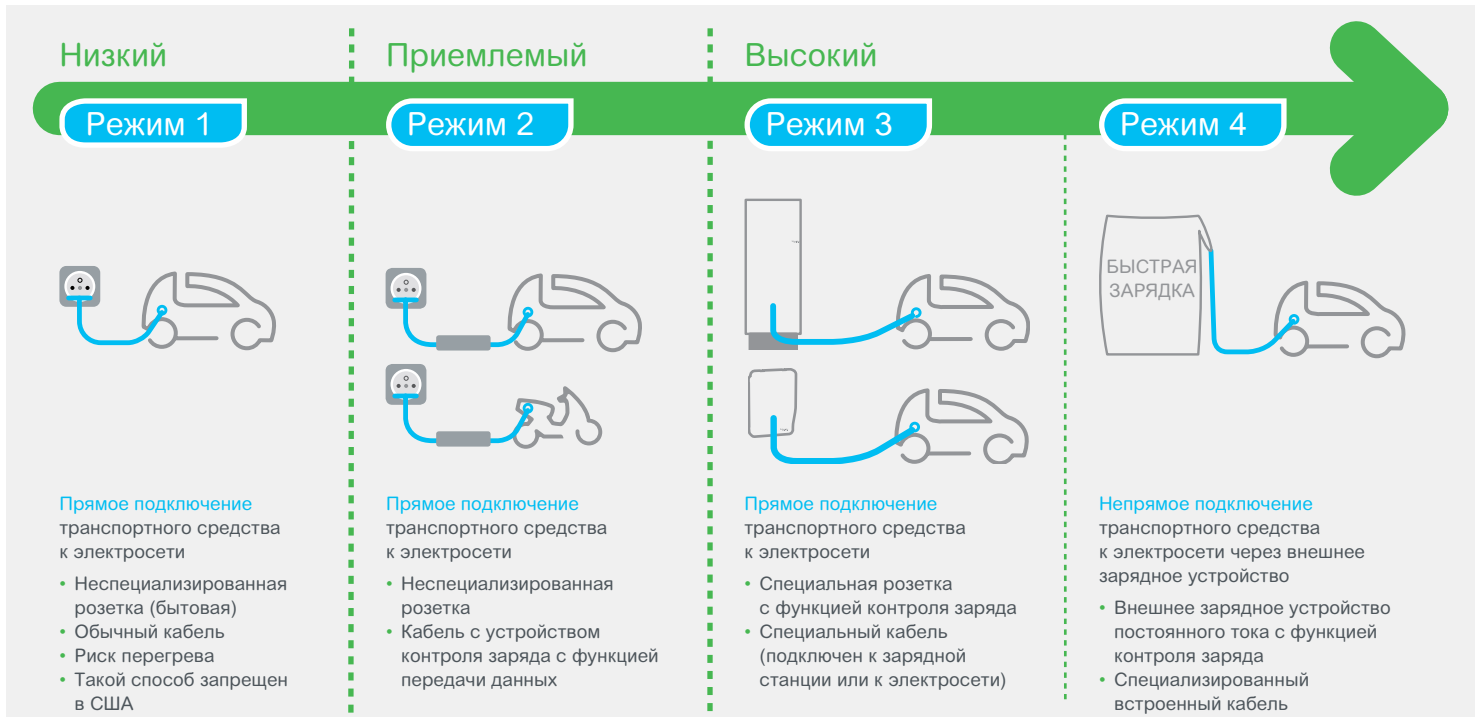 Низкий
Приемлемый
Высокий
Режим 1
Режим 2
Режим 3
Режим 4
БЫСТРАЯ
ЗАРЯДКА
Прямое подключение
транспортного средства
к электросети
• Неспециализированная
розетка (бытовая)
• Обычный кабель
• Риск перегрева
• Такой способ запрещен
в США
Прямое подключение
транспортного средства
к электросети
• Неспециализированная
розетка
• Кабель с устройством
контроля заряда с функцией
передачи данных
Прямое подключение
транспортного средства
к электросети
• Специальная розетка
с функцией контроля заряда
• Специальный кабель
(подключен к зарядной
станции или к электросети)
Непрямое подключение
транспортного средства
к электросети через внешнее
зарядное устройство
• Внешнее зарядное устройство
постоянного тока с функцией
контроля заряда
• Специализированный
встроенный кабель